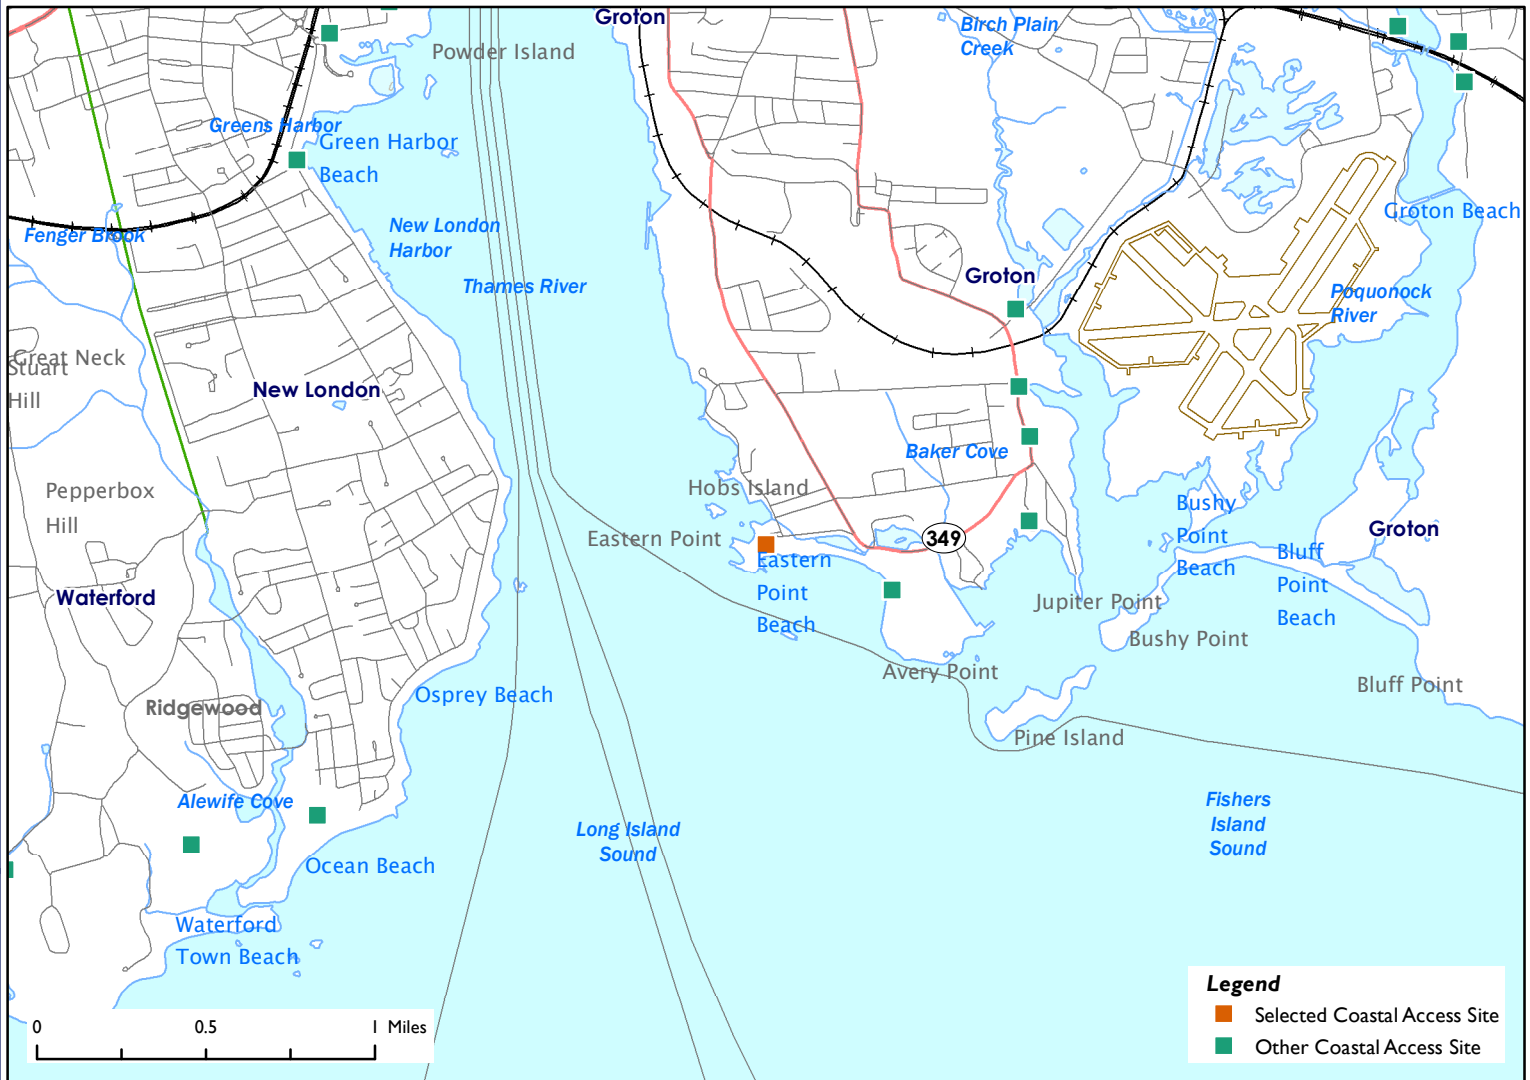 Groton
Birch Plain
Creek
Powder Island
Greens Harbor
Green Harbor
Beach
New London
Harbor
Fenger Brook
Groton Beach
Thames River
Groton
Poquonock
River
Great Neck
Stuart
Hill
New London
Baker Cove
Pepperbox
Hill
Hobs Island
Bushy
Point
Beach
Groton
Eastern Point
349
Bluff
Point
Beach
Eastern
Point
Beach
Waterford
Jupiter Point
Bushy Point
Avery Point
Bluff Point
Osprey Beach
Ridgewood
Pine Island
Alewife Cove
Fishers
Island
Sound
Long Island
Sound
Ocean Beach
Waterford
Town Beach
Legend
Selected Coastal Access Site
Other Coastal Access Site
0 0.5 1 Miles